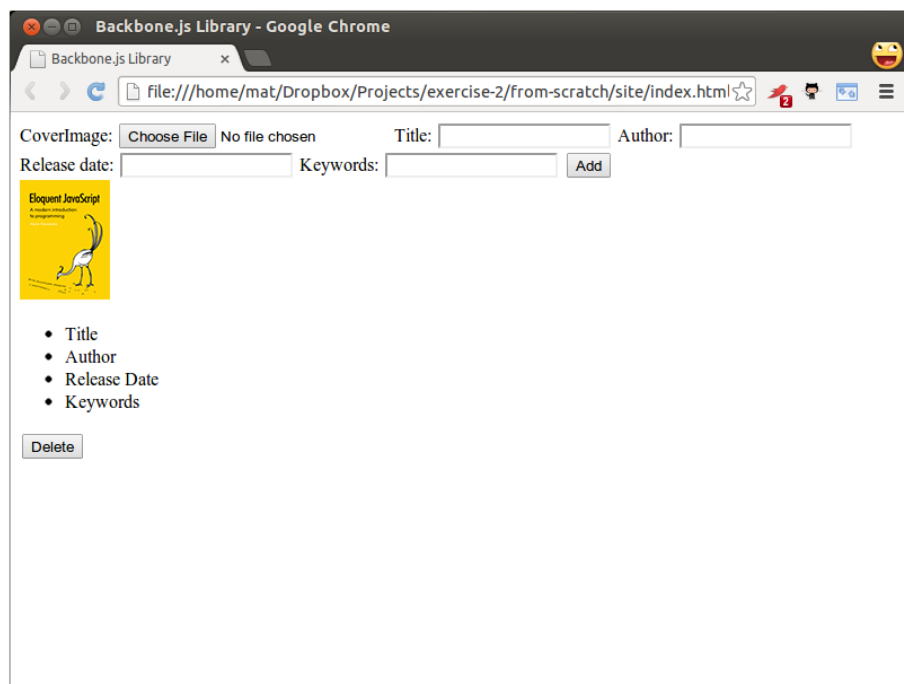 Backbone.js Library - Google Chrome
Backbone.js Library
file:///home/mat/Dropbox/Projects/exercise-2/from-scratch/site/index.html
2
CoverImage: Choose File No file chosen Title: Author:
Release date: Keywords: Add
Eloquent JavaScript
A modern introduction
to programming
Title
Author
Release Date
Keywords
Delete